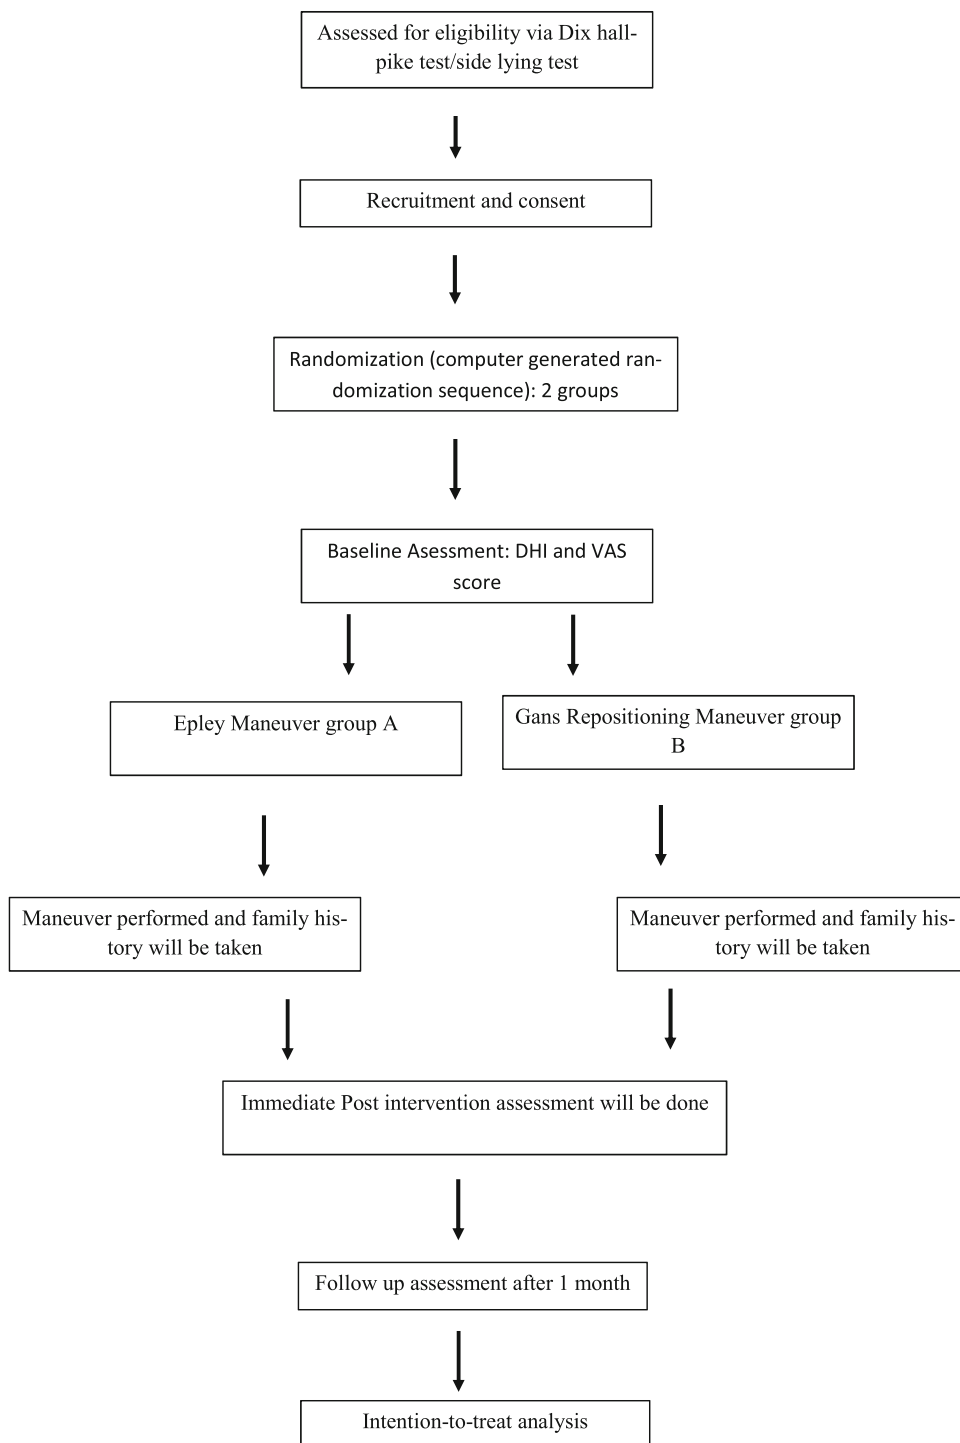 Assessed for eligibility via Dix hall-
pike test/side lying test
Recruitment and consent
Randomization (computer generated ran-
domization sequence): 2 groups
Baseline Asessment: DHI and VAS
score
Epley Maneuver group A
Gans Repositioning Maneuver group
B
Maneuver performed and family his-
tory will be taken
Maneuver performed and family his-
tory will be taken
Immediate Post intervention assessment will be done
Follow up assessment after 1 month
Intention-to-treat analysis